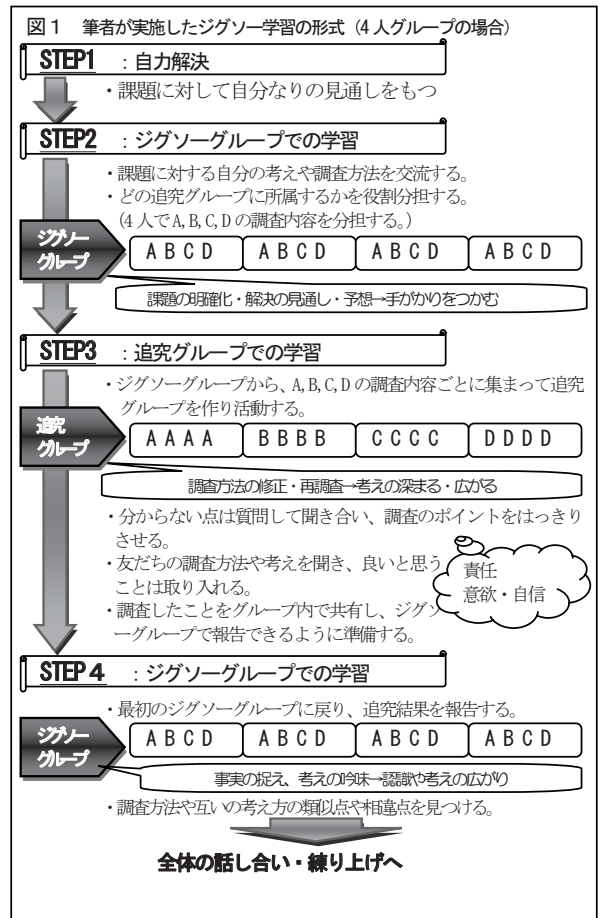 図1 筆者が実施したジグソー学習の形式（4人グループの場合）
STEP1 ：自力解決
・課題に対して自分なりの見通しをもつ
STEP2 ：ジグソーグループでの学習
・課題に対する自分の考えや調査方法を交流する。
・どの追究グループに所属するかを役割分担する。
（4人でA,B,C,Dの調査内容を分担する。）
ジグソー
グループ
ABCD ABCD ABCD ABCD
課題の明確化・解決の見通し・予想→手がかりをつかむ
STEP3 ：追究グループでの学習
・ジグソーグループから、A,B,C,Dの調査内容ごとに集まって追究
グループを作り活動する。
追究
グループ
AAAA BBBB CCCC DDDD
調査方法の修正・再調査→考えの深まる・広がる
・分からない点は質問して聞き合い、調査のポイントをはっきり
させる。
・友だちの調査方法や考えを聞き、良いと思う
ことは取り入れる。
・調査したことをグループ内で共有し、ジグソ
ーグループで報告できるように準備する。
責任
意欲・自信
STEP４ ：ジグソーグループでの学習
・最初のジグソーグループに戻り、追究結果を報告する。
ジグソー
グループ
ABCD ABCD ABCD ABCD
事実の捉え、考えの吟味→認識や考えの広がり
・調査方法や互いの考え方の類似点や相違点を見つける。
全体の話し合い・練り上げへ